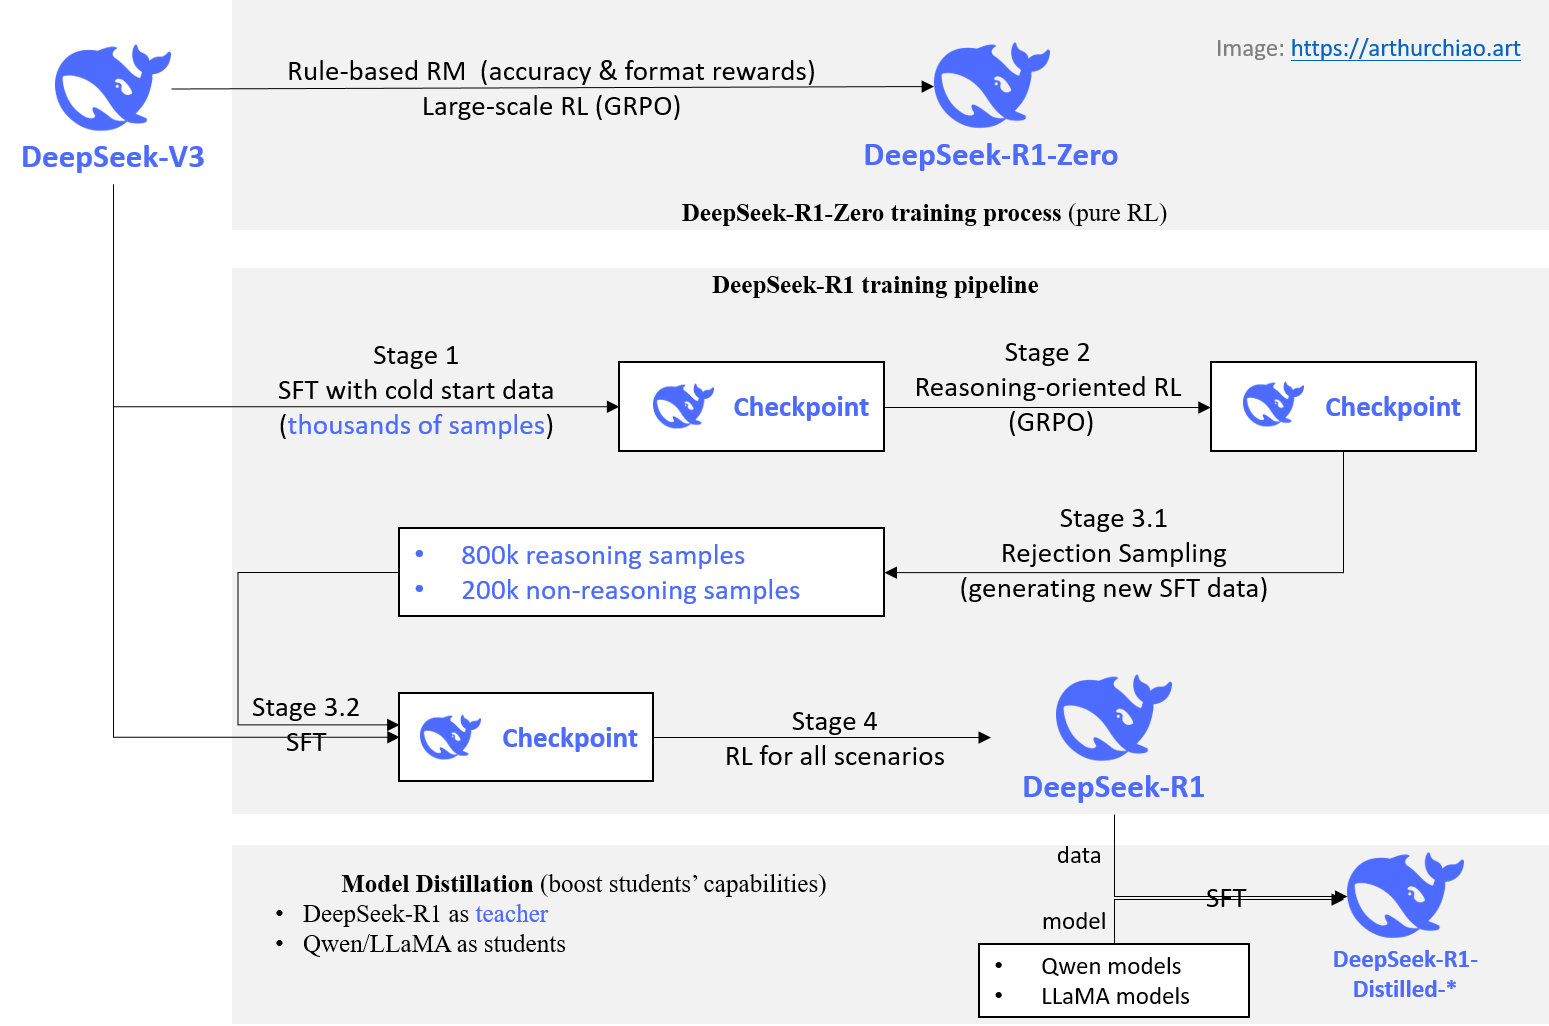 Image: https://arthurchiao.art
Rule-based RM  (accuracy & format rewards)
Large-scale RL (GRPO)
DeepSeek-V3
DeepSeek-R1-Zero
DeepSeek-R1-Zero training process (pure RL)
DeepSeek-R1 training pipeline
Stage 1
SFT with cold start data
(thousands of samples)
Checkpoint
Stage 2
Reasoning-oriented RL
(GRPO)
Checkpoint
Stage 3.1
Rejection Sampling
(generating new SFT data)
• 800k reasoning samples
• 200k non-reasoning samples
Stage 3.2
SFT
Checkpoint
Stage 4
RL for all scenarios
DeepSeek-R1
Model Distillation (boost students’ capabilities)
• DeepSeek-R1 as teacher
• Qwen/LLaMA as students
data
SFT
model
• Qwen models
• LLaMA models
DeepSeek-R1-
Distilled-*